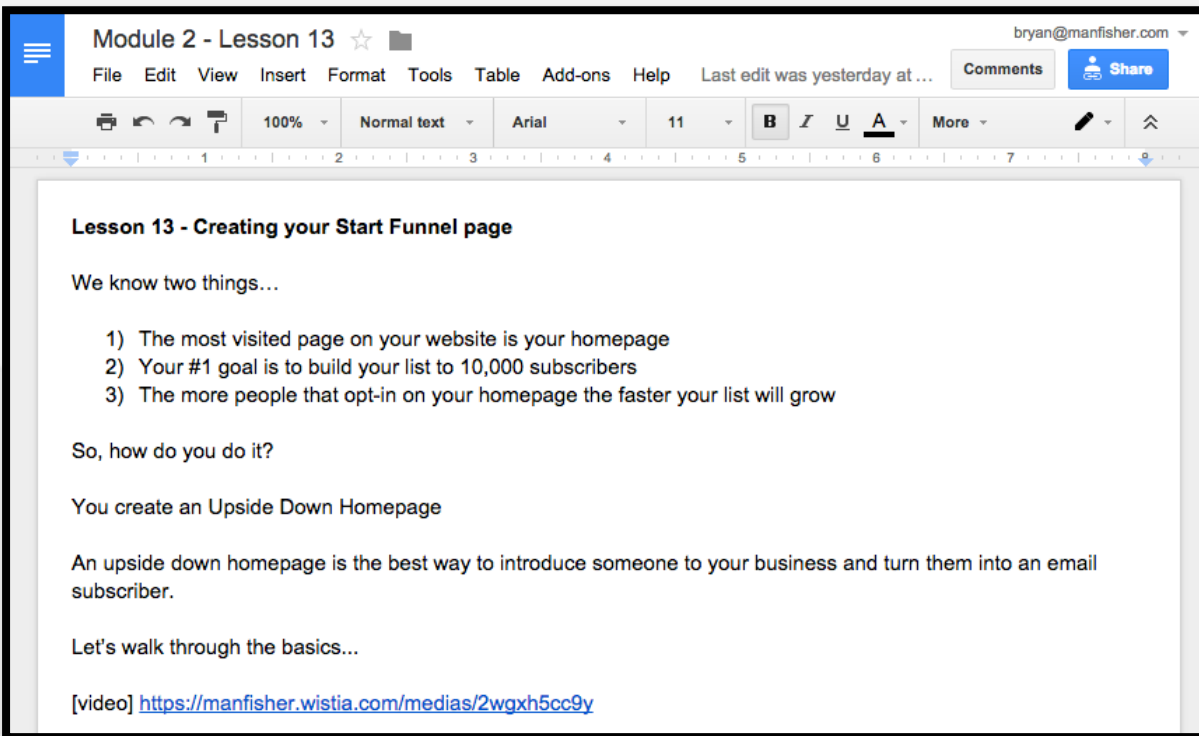 Module 2 - Lesson 13
bryan@manfisher.com
File Edit View Insert Format Tools Table Add-ons Help Last edit was yesterday at ...
Comments
Share
100% Normal text Arial 11 B I U A More
1 2 3 4 5 6 7 8
Lesson 13 - Creating your Start Funnel page
We know two things…
1) The most visited page on your website is your homepage
2) Your #1 goal is to build your list to 10,000 subscribers
3) The more people that opt-in on your homepage the faster your list will grow
So, how do you do it?
You create an Upside Down Homepage
An upside down homepage is the best way to introduce someone to your business and turn them into an email
subscriber.
Let's walk through the basics...
[video] https://manfisher.wistia.com/medias/2wgxh5cc9y